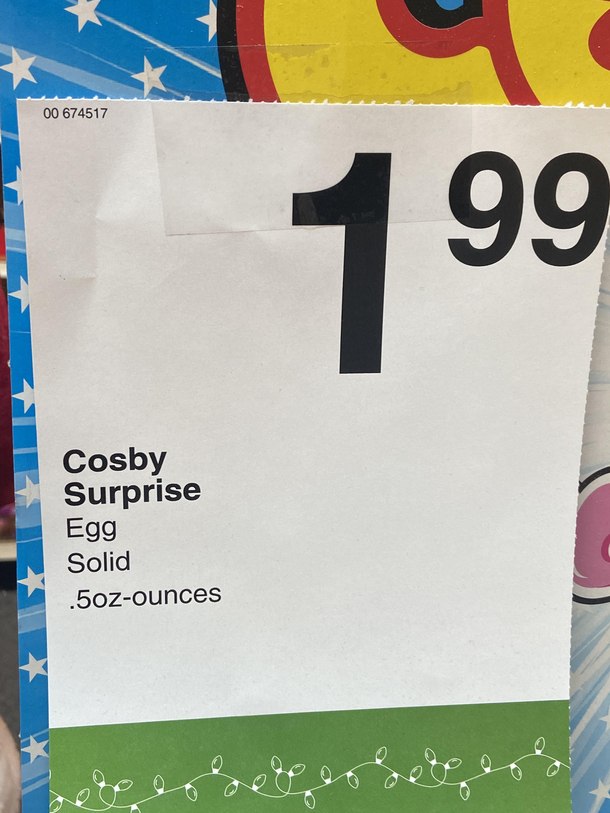 00 674517
1 99
Cosby
Surprise
Egg
Solid
.5oz-ounces